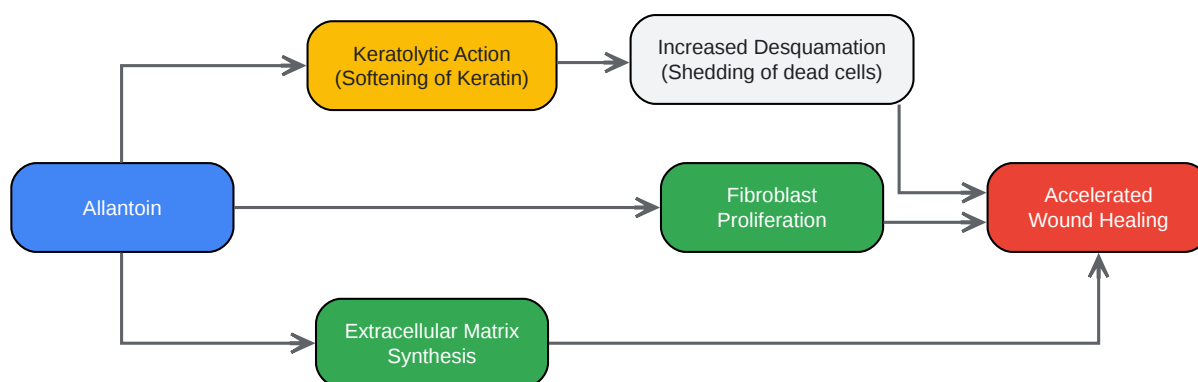 Keratolytic Action
(Softening of Keratin)
Increased Desquamation
(Shedding of dead cells)
Allantoin
Fibroblast
Proliferation
Accelerated
Wound Healing
Extracellular Matrix
Synthesis